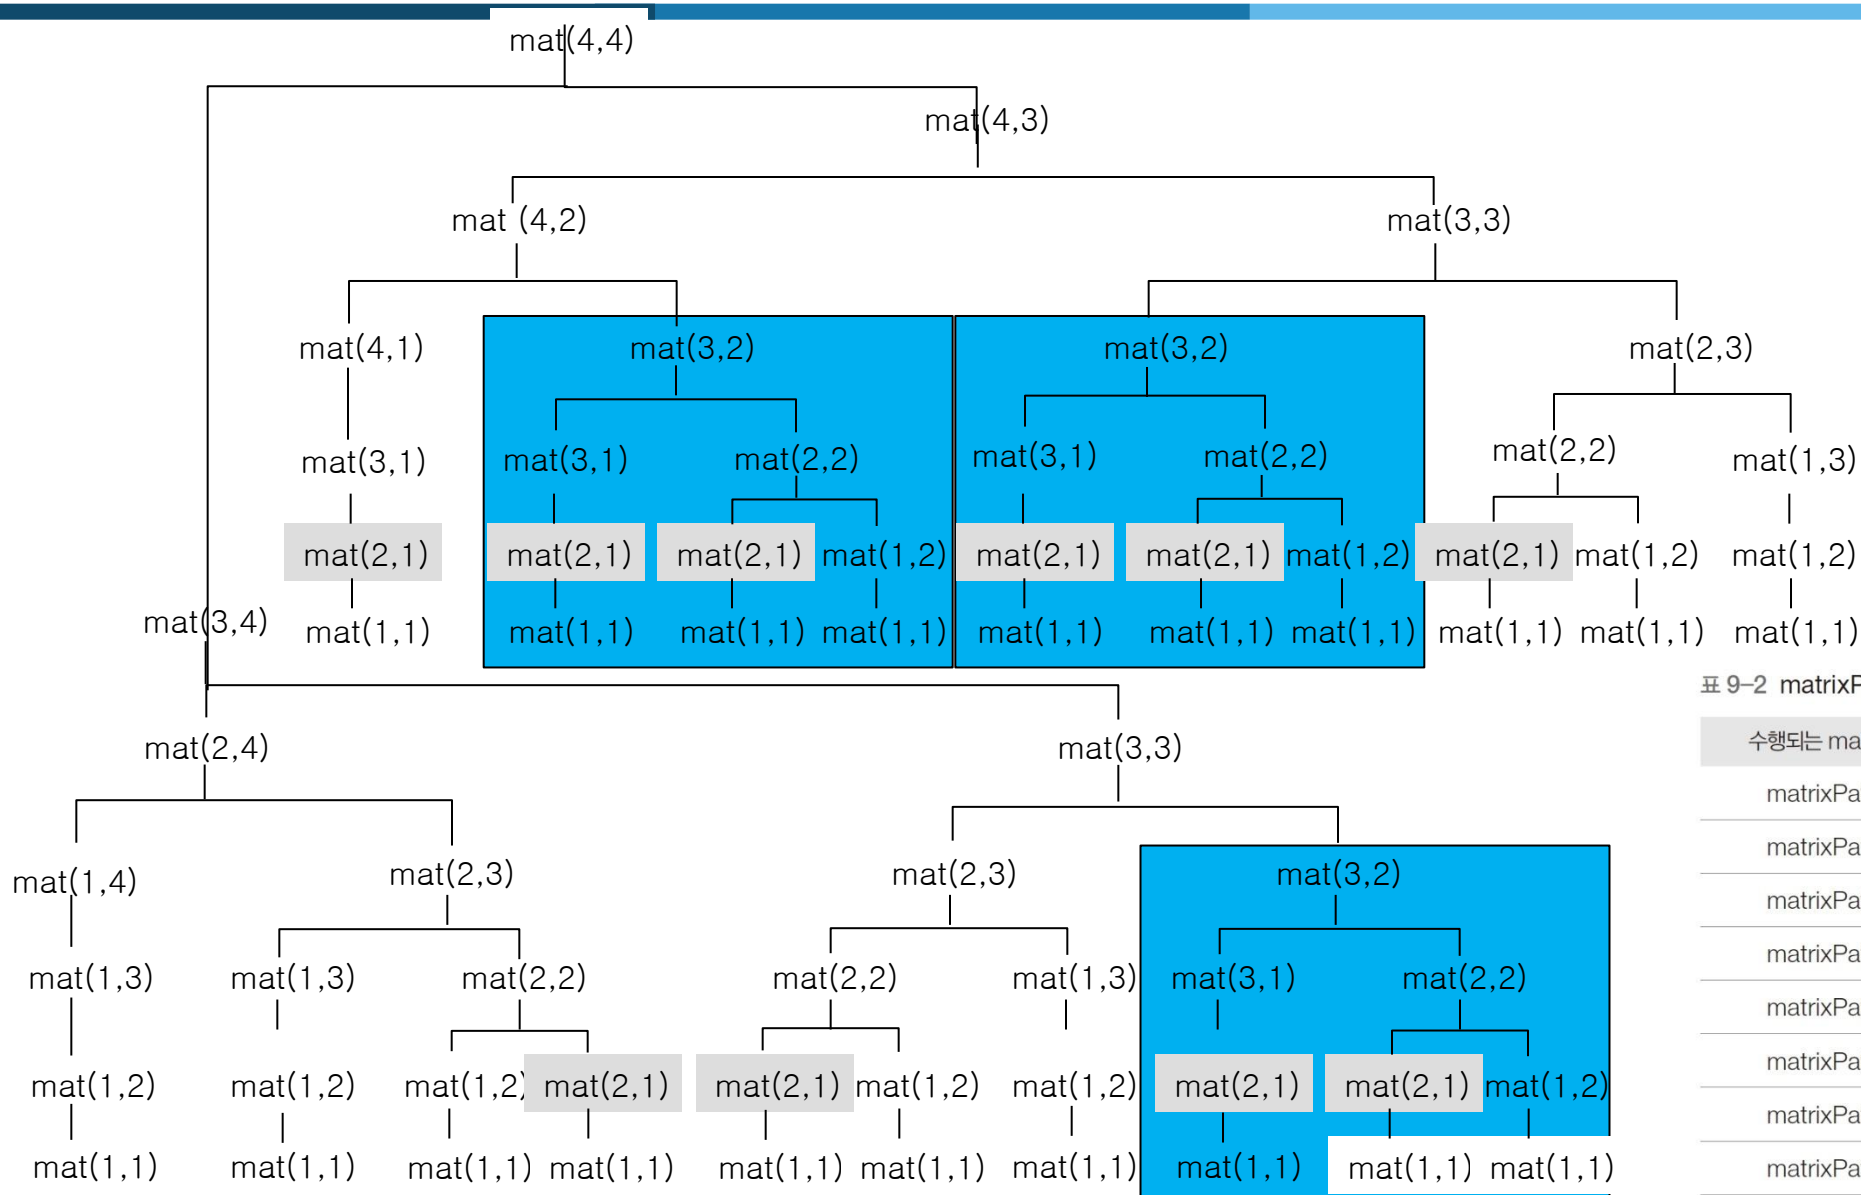 mat(4,4)
mat(4,3)
mat (4,2) mat(3,3)
mat(4,1) mat(3,2) mat(3,2) mat(2,3)
mat(3,1) mat(3,1) mat(2,2) mat(3,1) mat(2,2) mat(2,2) mat(1,3)
mat(2,1) mat(2,1) mat(2,1) mat(1,2) mat(2,1) mat(2,1) mat(1,2) mat(2,1) mat(1,2) mat(1,2)
mat(3,4) mat(1,1) mat(1,1) mat(1,1) mat(1,1) mat(1,1) mat(1,1) mat(1,1) mat(1,1) mat(1,1) mat(1,1)
mat(2,4) mat(3,3)
mat(1,4) mat(2,3) mat(2,3) mat(3,2)
mat(1,3) mat(1,3) mat(2,2) mat(2,2) mat(1,3) mat(3,1) mat(2,2)
mat(1,2) mat(1,2) mat(1,2) mat(2,1) mat(2,1) mat(1,2) mat(1,2) mat(2,1) mat(2,1) mat(1,2)
mat(1,1) mat(1,1) mat(1,1) mat(1,1) mat(1,1) mat(1,1) mat(1,1) mat(1,1) mat(1,1) mat(1,1)
표 9-2 matrixP
수행되는 ma
matrixPa
matrixPa
matrixPa
matrixPa
matrixPa
matrixPa
matrixPa
matrixPa